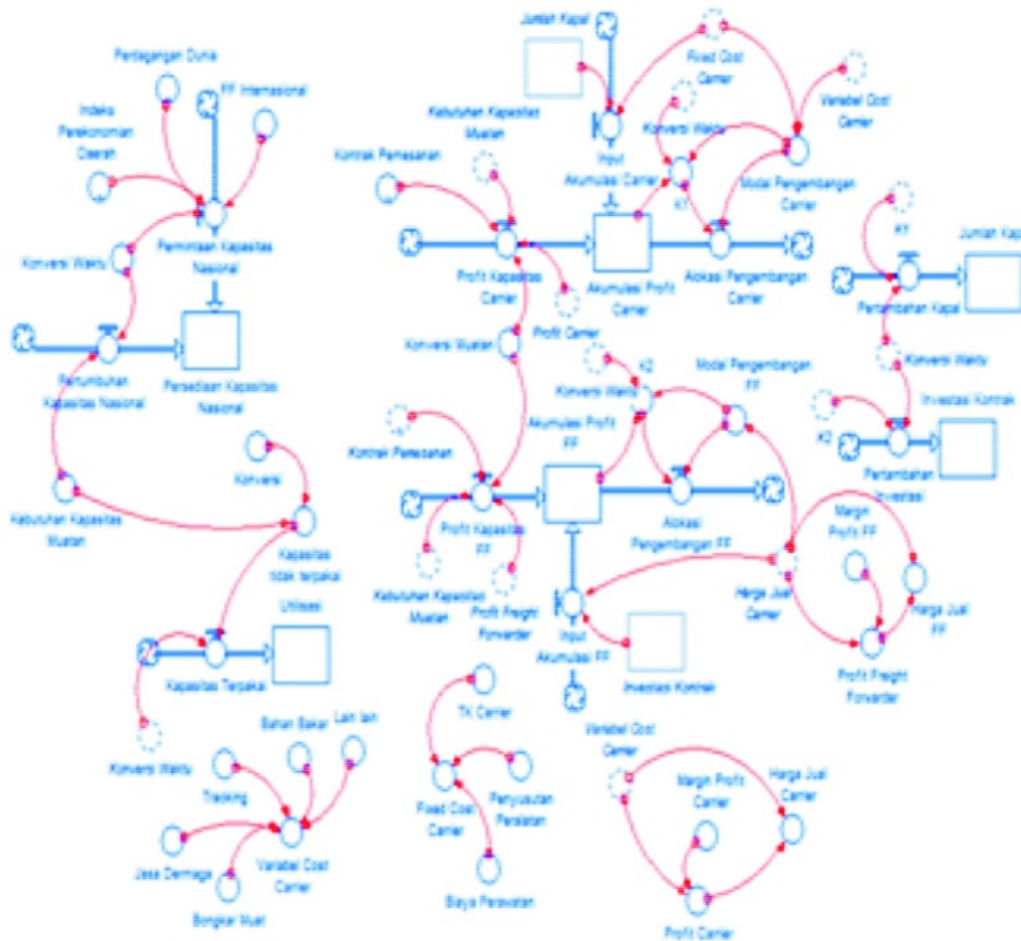 Perdagangan Dunia
FF Internasional
Indeks
Perekonomian
Daerah
Permintaan Kapasitas
Nasional
Konversi Waktu
Pertumbuhan
Kapasitas Nasional
Persediaan Kapasitas
Nasional
Konversi
Kebutuhan Kapasitas
Muatan
Kapasitas
tidak terpakai
Utilisasi
Kapasitas Terpakai
Konversi Waktu
Bahan Bakar
Lain lain
Trucking
Jasa Dermaga
Bongkar Muat
Variabel Cost
Carrier
Jumlah Kapal
Fixed Cost
Carrier
Variabel Cost
Carrier
Kebutuhan Kapasitas
Muatan
Konversi Waktu
Kontrak Pemesanan
Input
Akumulasi Carrier
K1
Modal Pengembangan
Carrier
Profit Kapasitas
Carrier
Akumulasi Profit
Carrier
Alokasi Pengembangan
Carrier
Profit Carrier
Konversi Muatan
K1
Jumlah Kapal
Pertambahan Kapal
Konversi Waktu
K2
Investasi Kontrak
Pertambahan
Investasi
K2
Konversi Waktu
Modal Pengembangan
FF
Akumulasi Profit
FF
Kontrak Pemesanan
Profit Kapasitas
FF
Alokasi
Pengembangan FF
Kebutuhan Kapasitas
Muatan
Profit Freight
Forwarder
Input
Akumulasi FF
Investasi Kontrak
Margin
Profit FF
Harga Jual
Carrier
Harga Jual
FF
Profit Freight
Forwarder
TK Carrier
Fixed Cost
Carrier
Penyusutan
Peralatan
Biaya Perawatan
Variabel Cost
Carrier
Margin Profit
Carrier
Harga Jual
Carrier
Profit Carrier